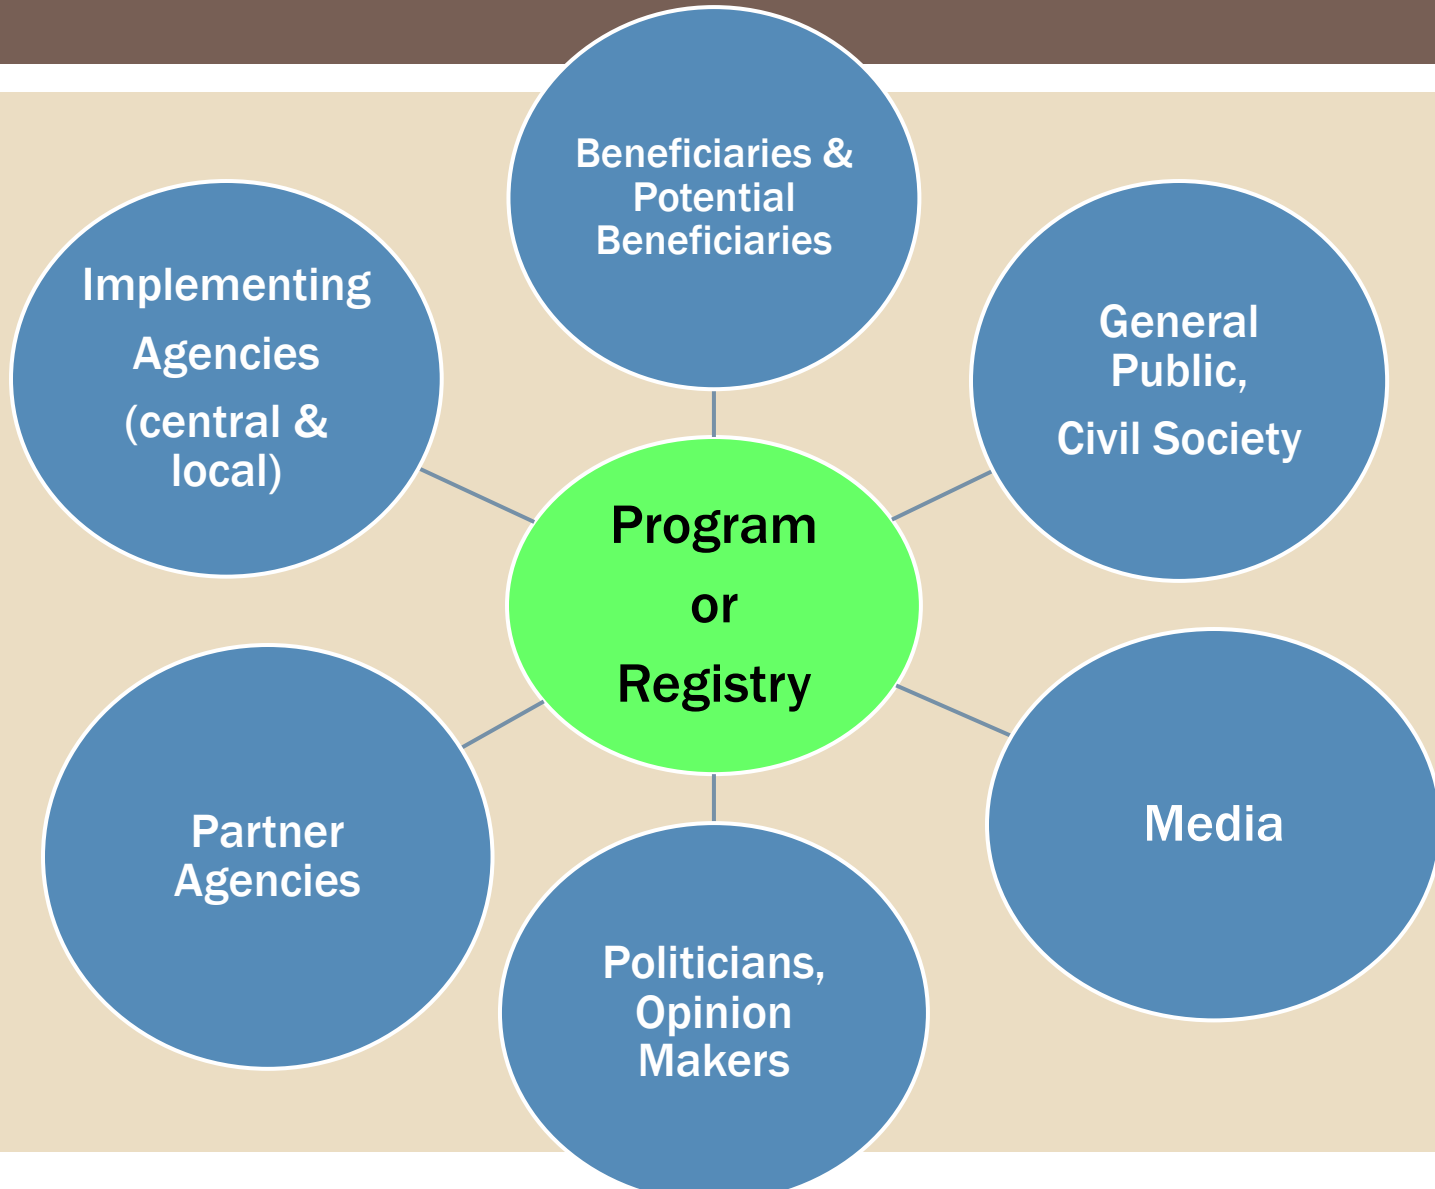 Beneficiaries &
Potential
Beneficiaries
Implementing
Agencies
(central &
local)
General
Public,
Civil Society
Program
or
Registry
Partner
Agencies
Media
Politicians,
Opinion
Makers